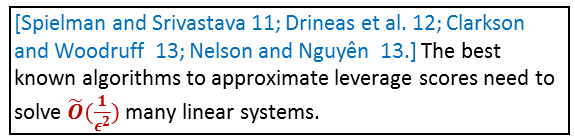 [Spielman and Srivastava 11; Drineas et al. 12; Clarkson
and Woodruff 13; Nelson and Nguyên 13.] The best
known algorithms to approximate leverage scores need to
solve Õ(1/ϵ²) many linear systems.